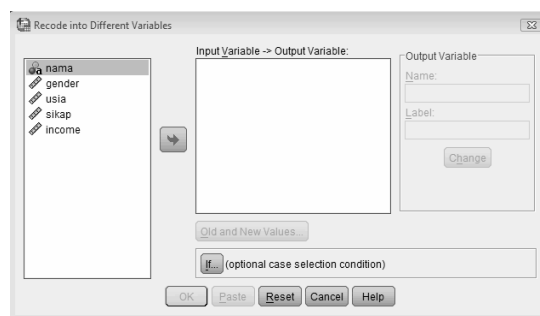 Recode into Different Variables
nama
gender
usia
sikap
income
Input Variable -> Output Variable:
Output Variable
Name:
Label:
Change
Old and New Values...
If... (optional case selection condition)
OK Paste Reset Cancel Help